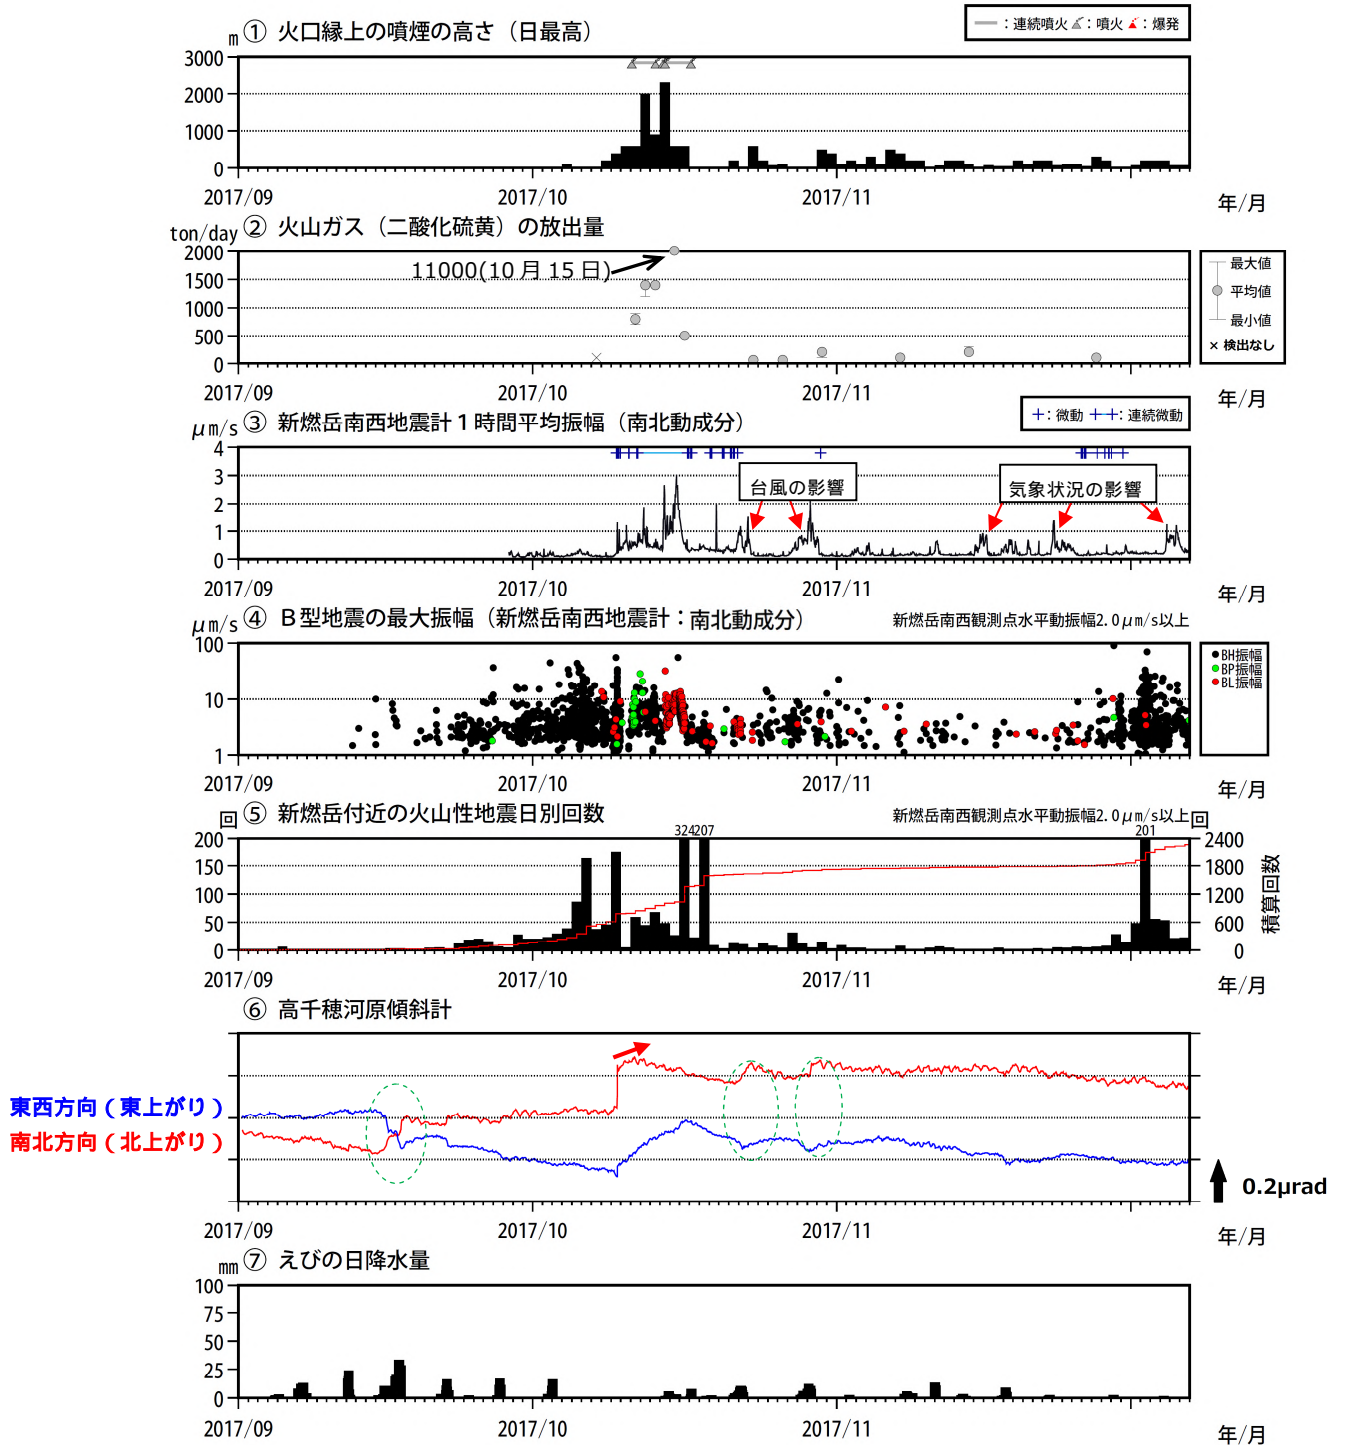 ① 火口縁上の噴煙の高さ（日最高）
━ : 連続噴火 : 噴火 : 爆発
m
3000
2000
1000
0
2017/09 2017/10 2017/11 年/月
② 火山ガス（二酸化硫黄）の放出量
ton/day
2000
1500
1000
500
0
11000(10月15日)
最大値
平均値
最小値
× 検出なし
2017/09 2017/10 2017/11 年/月
③ 新燃岳南西地震計１時間平均振幅（南北動成分）
+ : 微動 +-+ : 連続微動
μm/s
4
3
2
1
0
台風の影響
気象状況の影響
2017/09 2017/10 2017/11 年/月
④ Ｂ型地震の最大振幅（新燃岳南西地震計：南北動成分）
新燃岳南西観測点水平動振幅2.0μm/s以上
μm/s
100
10
1
BH振幅
BP振幅
BL振幅
2017/09 2017/10 2017/11 年/月
⑤ 新燃岳付近の火山性地震日別回数
新燃岳南西観測点水平動振幅2.0μm/s以上
回 回
324 207 201
200 2400
150 1800
100 1200
50 600
0 0
積算回数
2017/09 2017/10 2017/11 年/月
⑥ 高千穂河原傾斜計
東西方向（東上がり）
南北方向（北上がり）
0.2μrad
2017/09 2017/10 2017/11 年/月
⑦ えびの日降水量
mm
100
75
50
25
0
2017/09 2017/10 2017/11 年/月